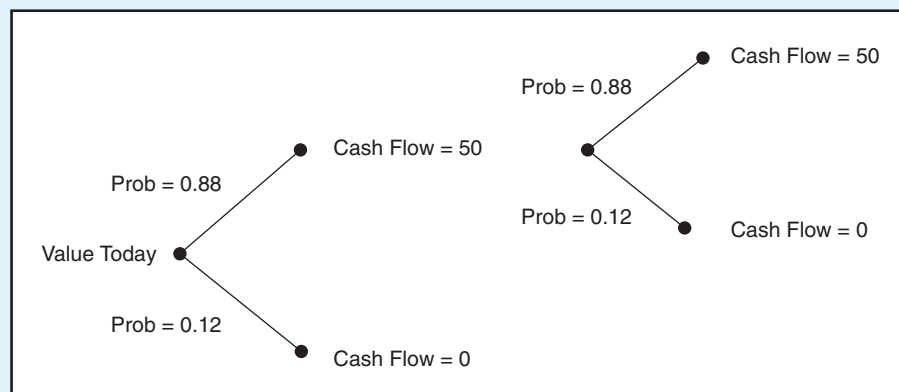 Cash Flow = 50
Prob = 0.88
Cash Flow = 50
Prob = 0.88
Prob = 0.12
Cash Flow = 0
Value Today
Prob = 0.12
Cash Flow = 0